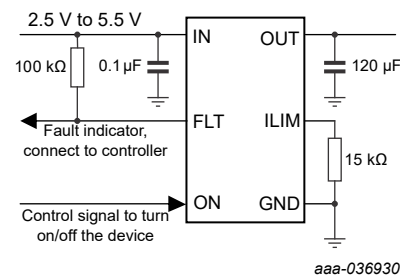 2.5 V to 5.5 V
IN
OUT
100 kΩ
0.1 μF
120 μF
FLT
ILIM
Fault indicator,
connect to controller
15 kΩ
ON
GND
Control signal to turn
on/off the device
aaa-036930